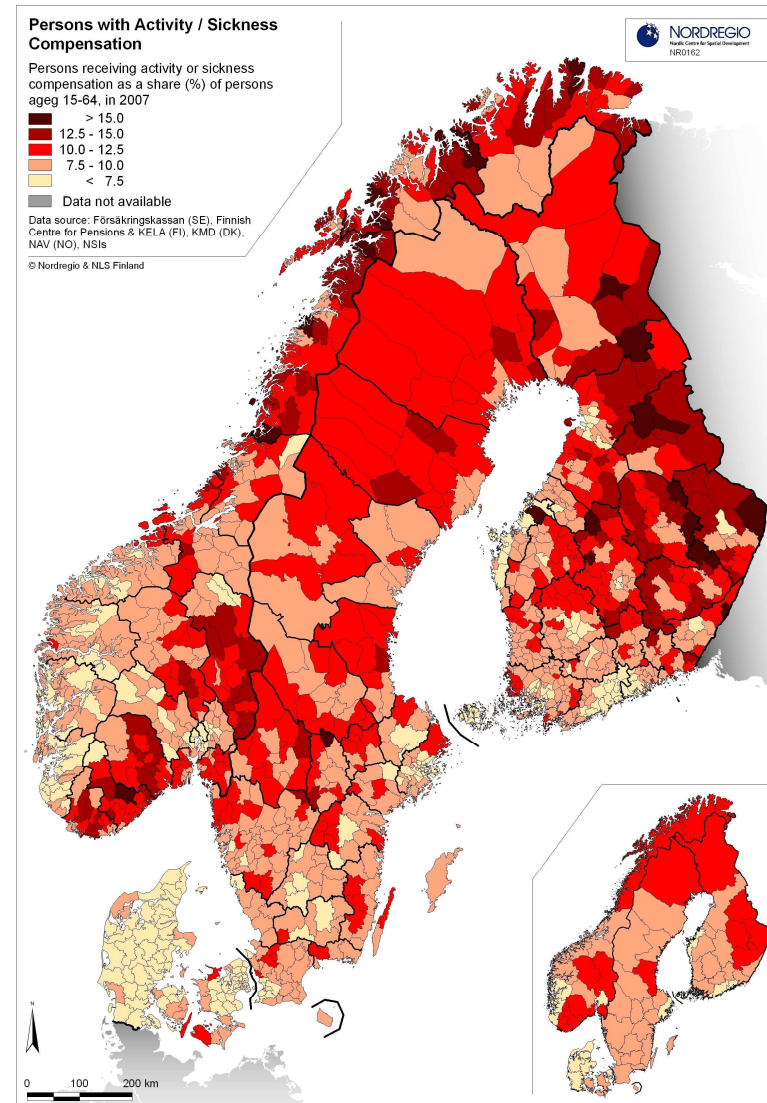 Persons with Activity / Sickness
Compensation
Persons receiving activity or sickness
compensation as a share (%) of persons
ageg 15-64, in 2007
> 15.0
12.5 - 15.0
10.0 - 12.5
7.5 - 10.0
< 7.5
Data not available
Data source: Försäkringskassan (SE), Finnish
Centre for Pensions & KELA (FI), KMD (DK),
NAV (NO), NSIs
© Nordregio & NLS Finland
NORDREGIO
Nordic Centre for Spatial Development
NR0162
N
0 100 200 km